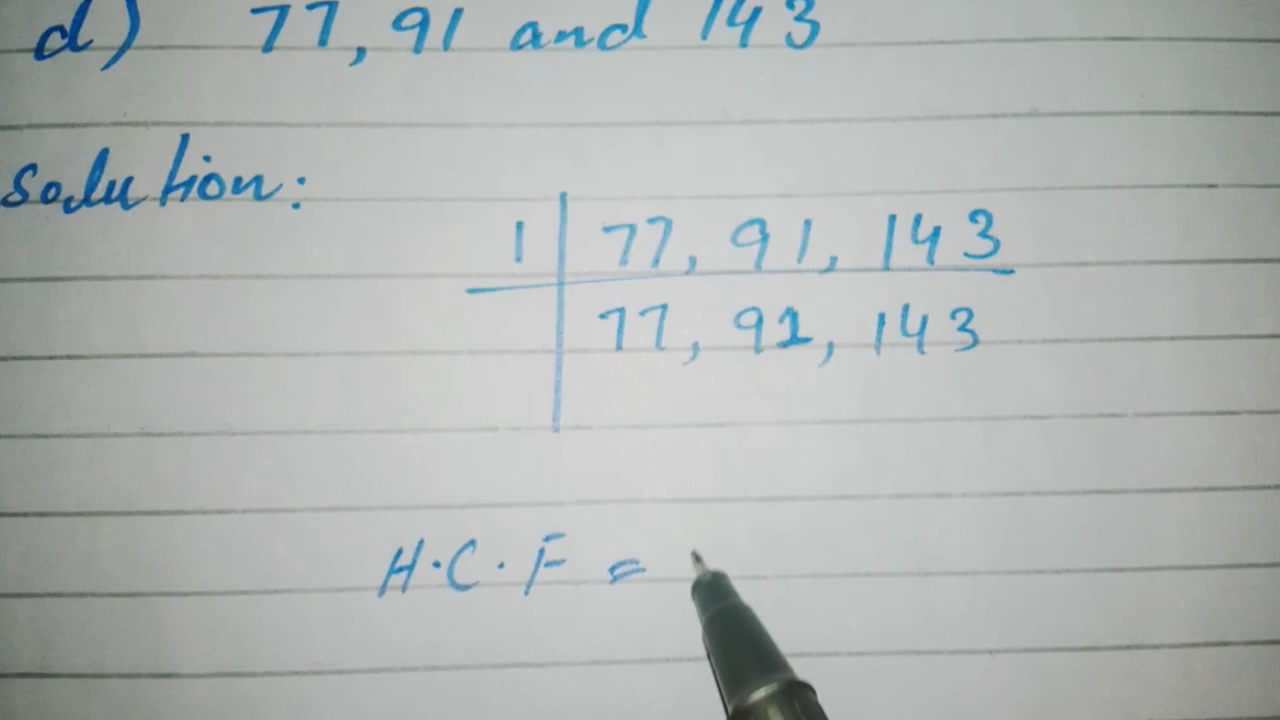 d) 77, 91 and 143
Solution:
1 77, 91, 143
77, 91, 143
H.C.F =